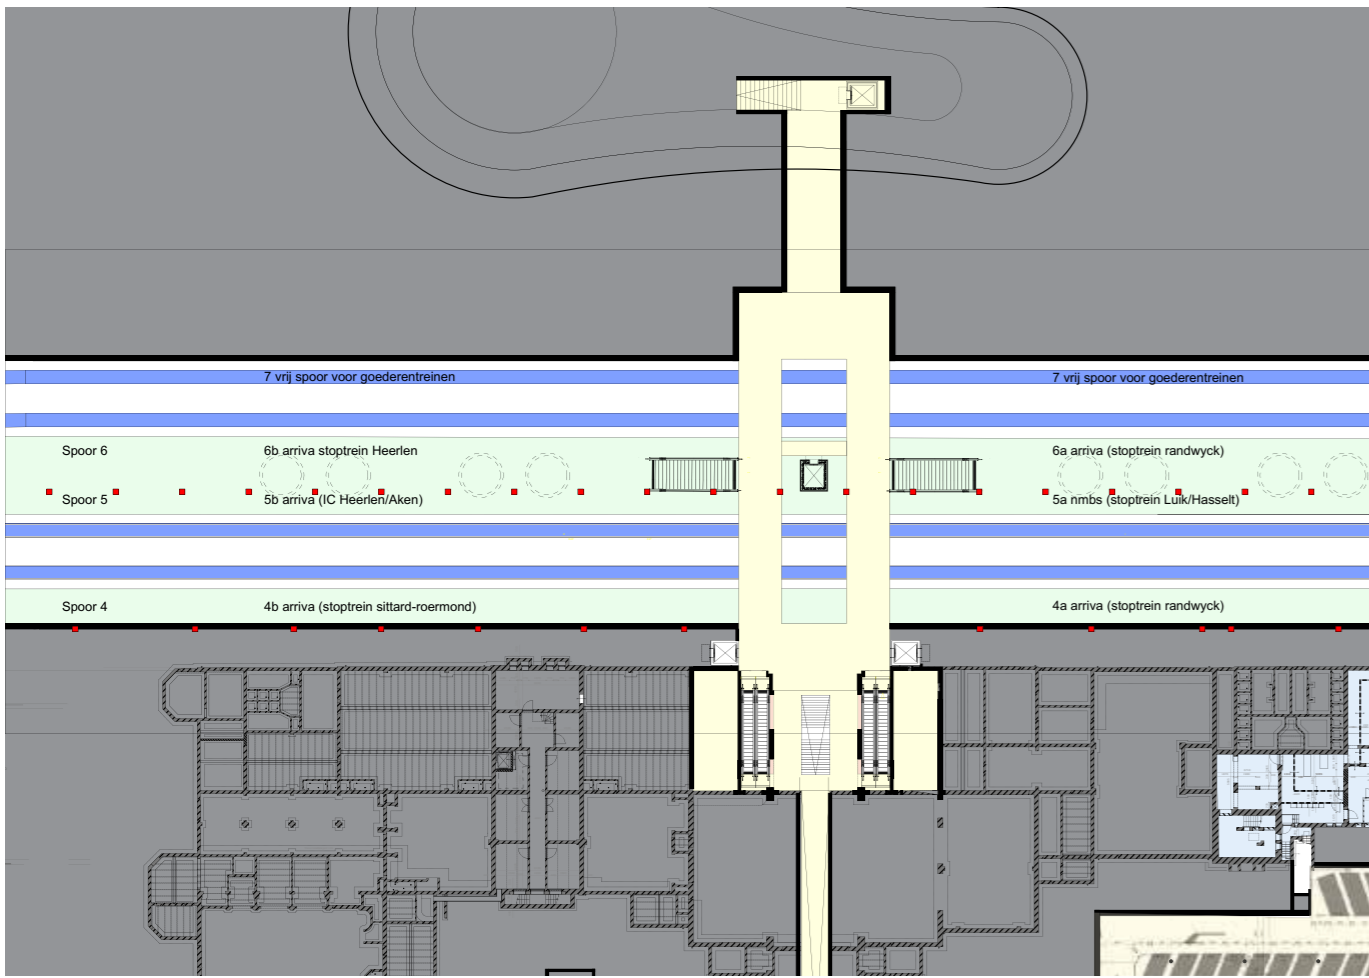 7 vrij spoor voor goederentreinen
7 vrij spoor voor goederentreinen
Spoor 6
6b arriva stoptrein Heerlen
6a arriva (stoptrein randwyck)
Spoor 5
5b arriva (IC Heerlen/Aken)
5a nmbs (stoptrein Luik/Hasselt)
Spoor 4
4b arriva (stoptrein sittard-roermond)
4a arriva (stoptrein randwyck)